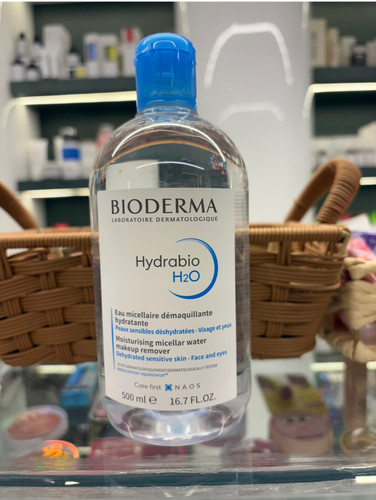 BIODERMA
LABORATOIRE DERMATOLOGIQUE
Hydrabio
H2O
Eau micellaire démaquillante
hydratante
Peaux sensibles déshydratées - Visage et yeux
Moisturising micellar water
makeup remover
Dehydrated sensitive skin - Face and eyes
Care first NAOS
500 ml e 16.7 FL.OZ.